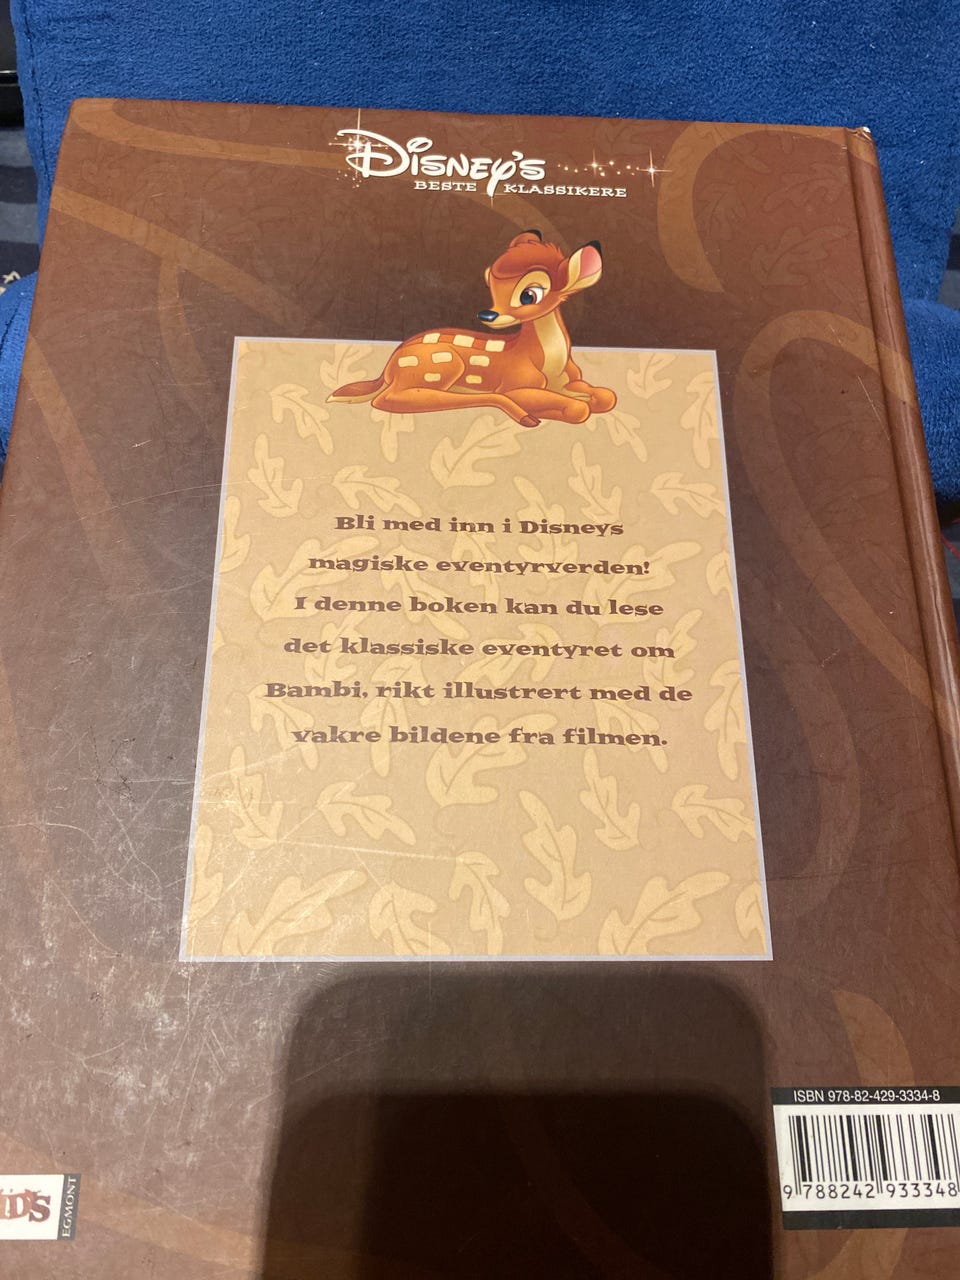 DISNEY'S
BESTE KLASSIKERE
Bli med inn i Disneys
magiske eventyrverden!
I denne boken kan du lese
det klassiske eventyret om
Bambi, rikt illustrert med de
vakre bildene fra filmen.
ISBN 978-82-429-3334-8
9 788242 933348
EGMONT